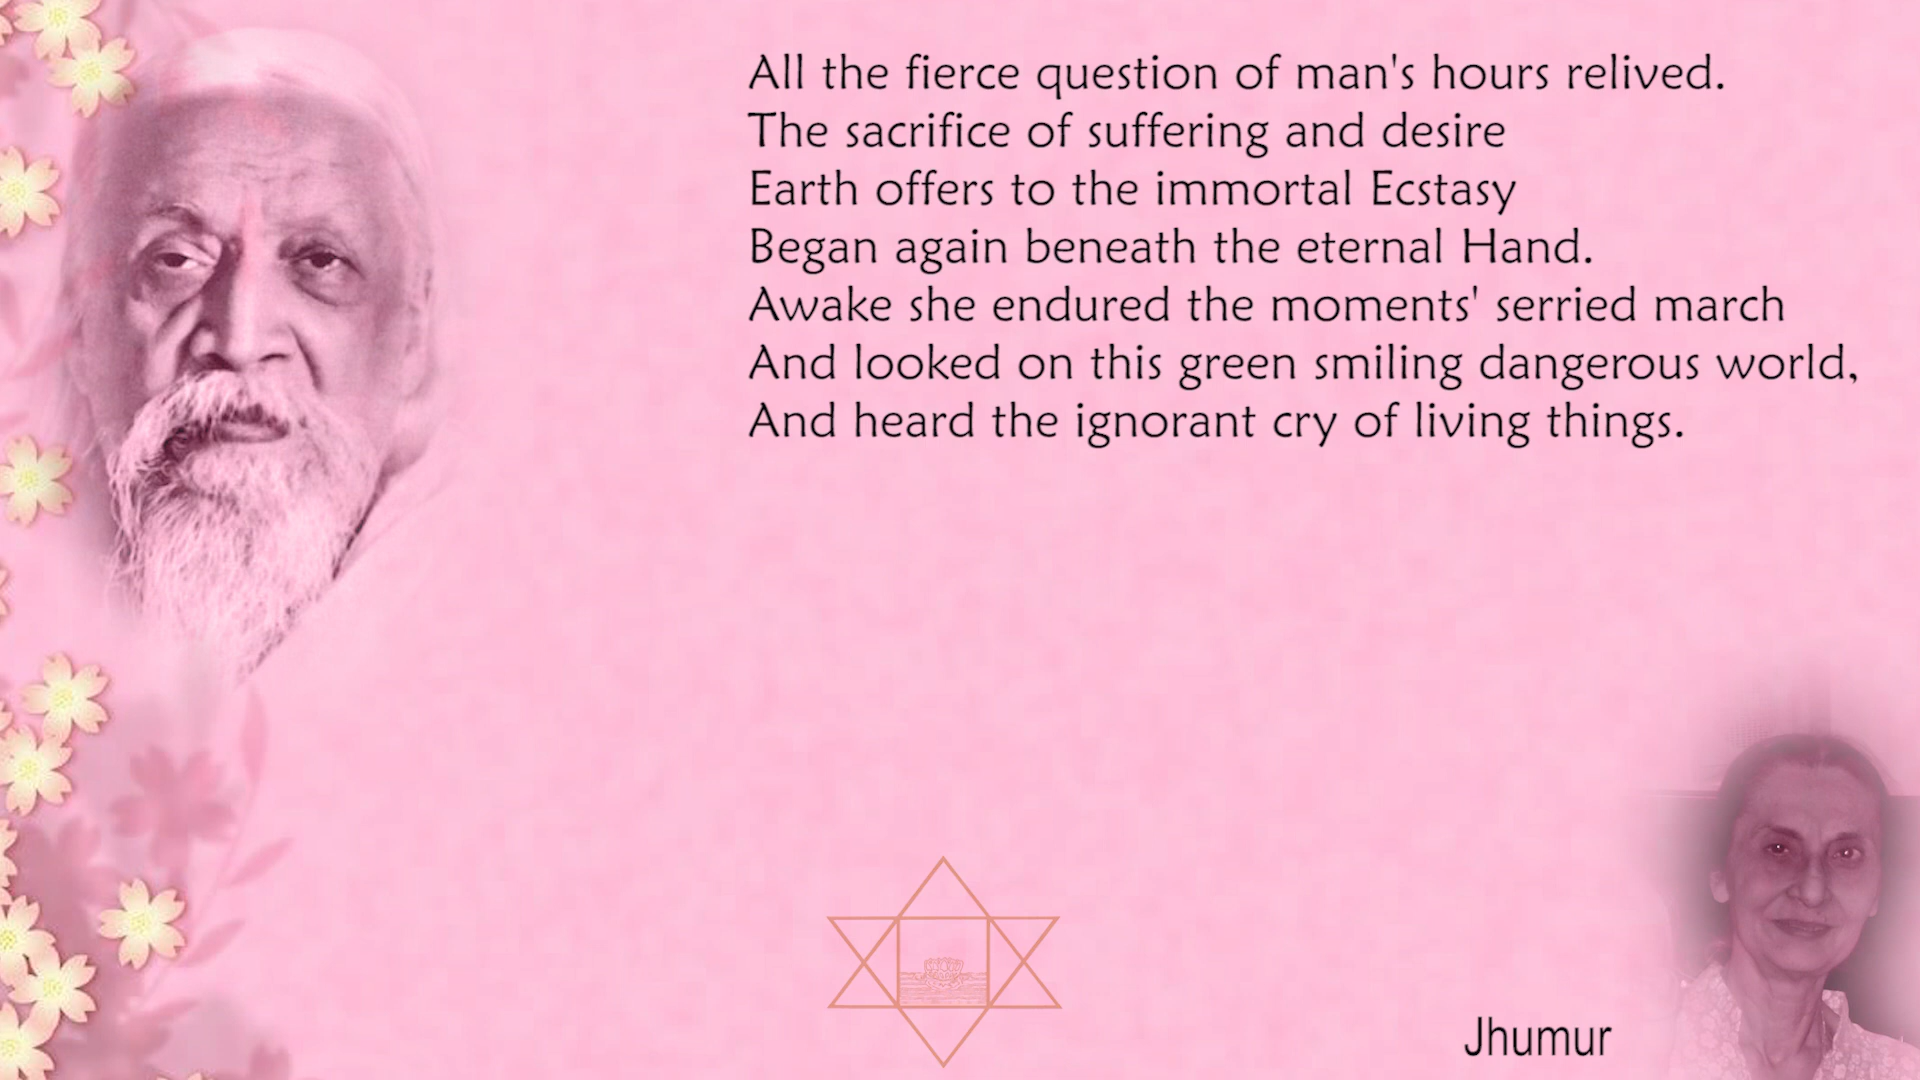 All the fierce question of man's hours relived.
The sacrifice of suffering and desire
Earth offers to the immortal Ecstasy
Began again beneath the eternal Hand.
Awake she endured the moments' serried march
And looked on this green smiling dangerous world,
And heard the ignorant cry of living things.
Jhumur